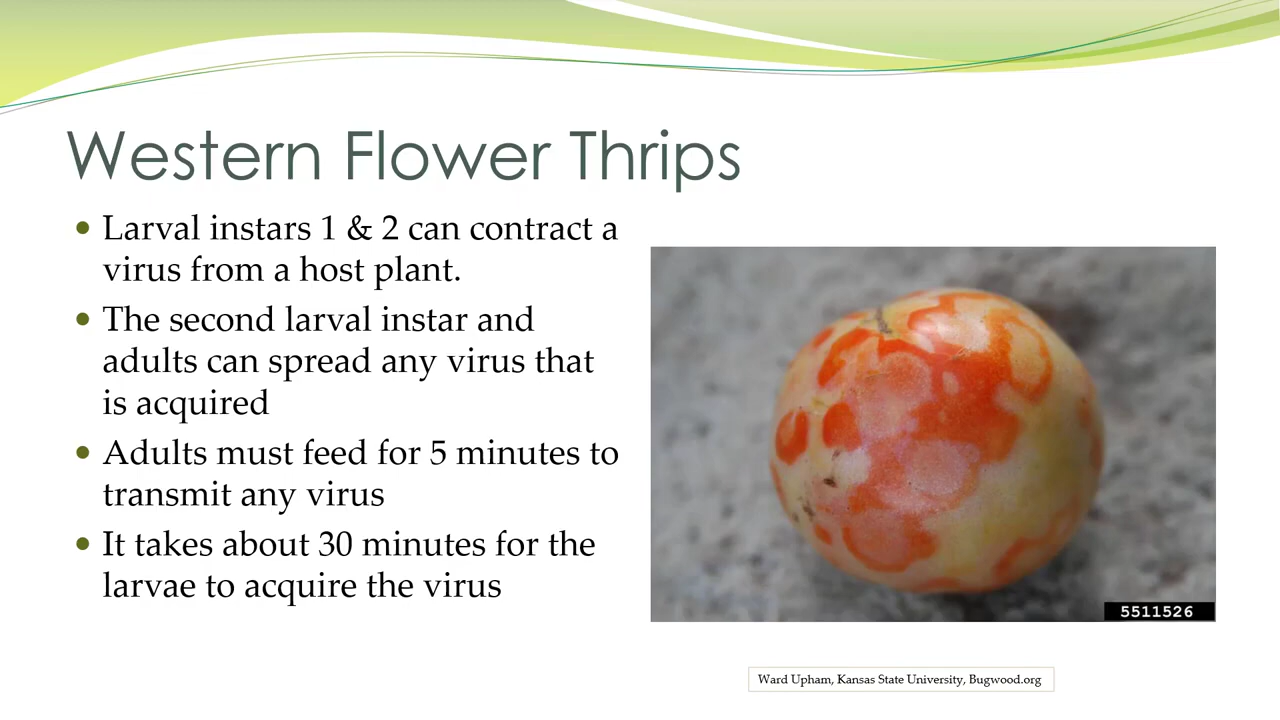 Western Flower Thrips
• Larval instars 1 & 2 can contract a
virus from a host plant.
• The second larval instar and
adults can spread any virus that
is acquired
• Adults must feed for 5 minutes to
transmit any virus
• It takes about 30 minutes for the
larvae to acquire the virus
5511526
Ward Upham, Kansas State University, Bugwood.org